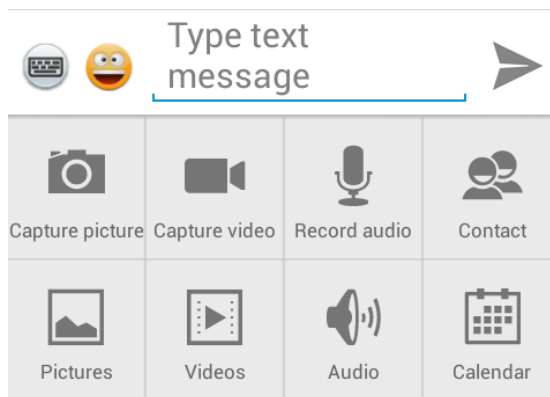 Type text
message
Capture picture
Capture video
Record audio
Contact
Pictures
Videos
Audio
Calendar